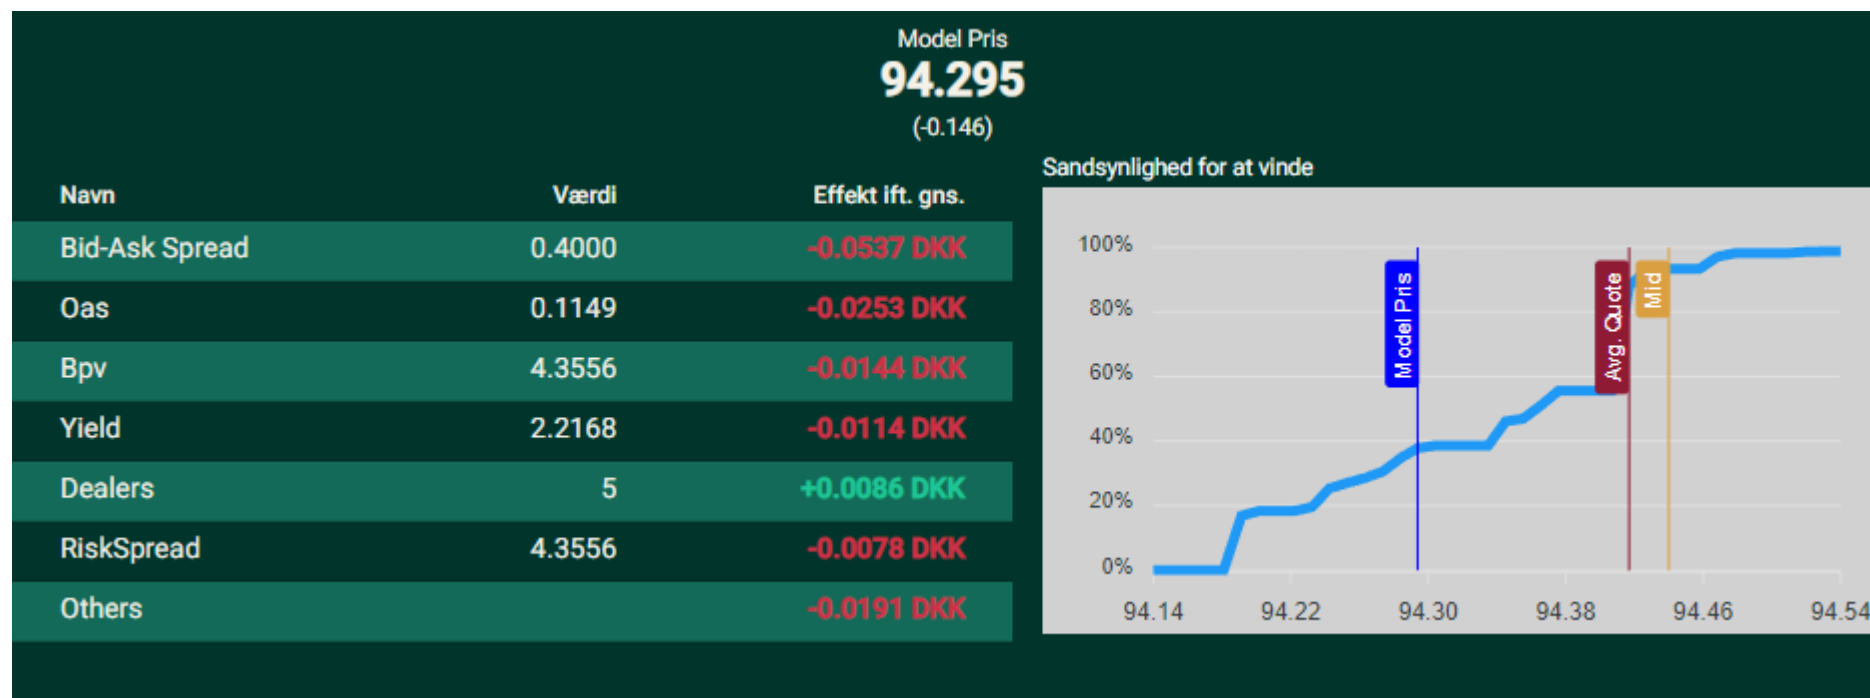 Model Pris
94.295
(-0.146)
Navn Værdi Effekt ift. gns.
Bid-Ask Spread 0.4000 -0.0537 DKK
Oas 0.1149 -0.0253 DKK
Bpv 4.3556 -0.0144 DKK
Yield 2.2168 -0.0114 DKK
Dealers 5 +0.0086 DKK
RiskSpread 4.3556 -0.0078 DKK
Others -0.0191 DKK
Sandsynlighed for at vinde
100%
80%
60%
40%
20%
0%
Model Pris
Avg. Quote
Mid
94.14 94.22 94.30 94.38 94.46 94.54